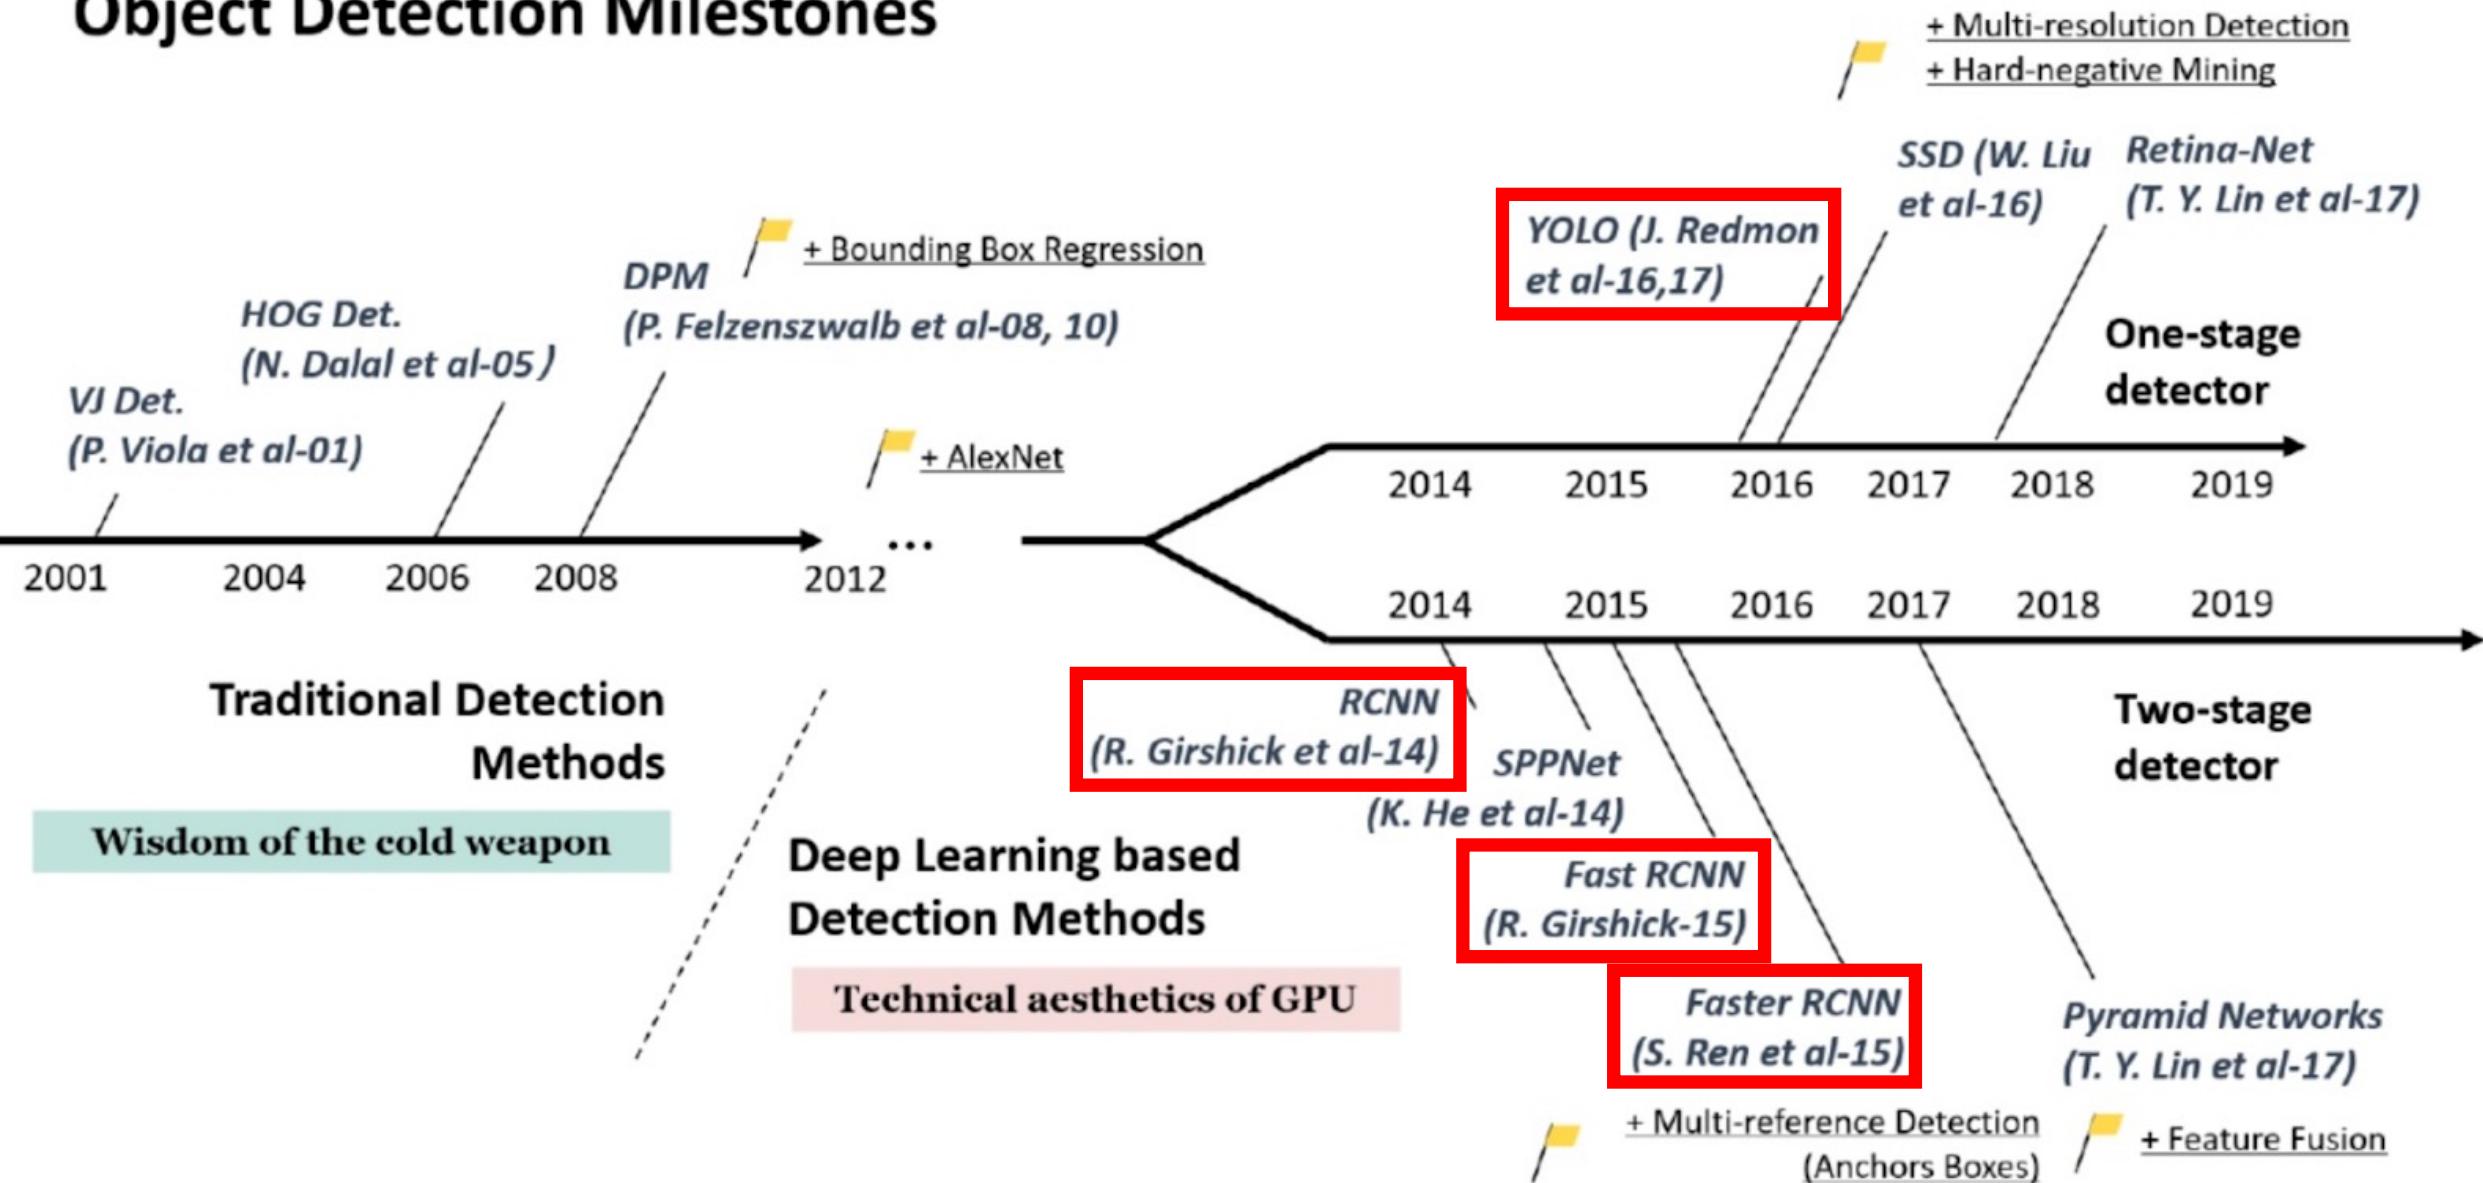 Object Detection Milestones
+ Multi-resolution Detection
+ Hard-negative Mining
SSD (W. Liu
et al-16)
Retina-Net
(T. Y. Lin et al-17)
YOLO (J. Redmon
et al-16,17)
+ Bounding Box Regression
DPM
(P. Felzenszwalb et al-08, 10)
HOG Det.
(N. Dalal et al-05)
VJ Det.
(P. Viola et al-01)
+ AlexNet
One-stage
detector
2014 2015 2016 2017 2018 2019
...
2001 2004 2006 2008 2012
2014 2015 2016 2017 2018 2019
Traditional Detection
Methods
Wisdom of the cold weapon
RCNN
(R. Girshick et al-14)
SPPNet
(K. He et al-14)
Two-stage
detector
Deep Learning based
Detection Methods
Technical aesthetics of GPU
Fast RCNN
(R. Girshick-15)
Faster RCNN
(S. Ren et al-15)
Pyramid Networks
(T. Y. Lin et al-17)
+ Multi-reference Detection
(Anchors Boxes)
+ Feature Fusion